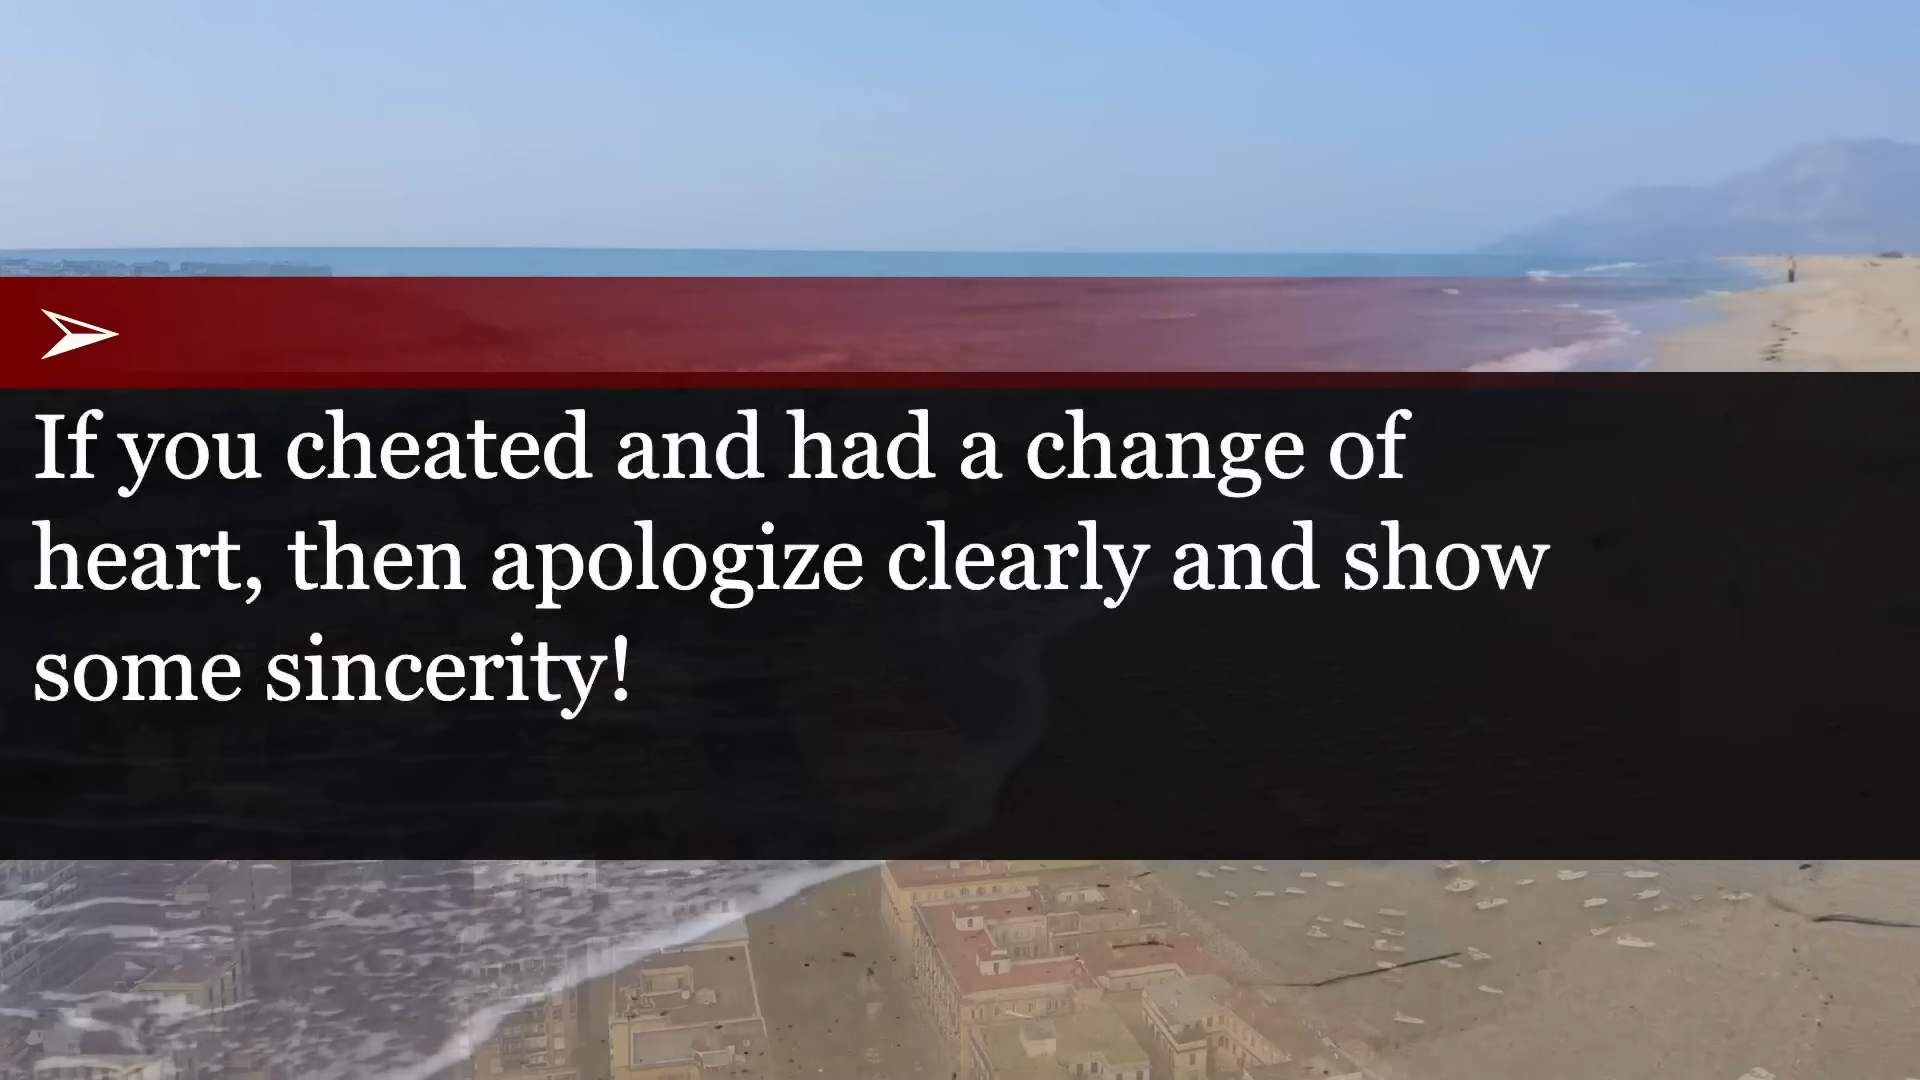 If you cheated and had a change of
heart, then apologize clearly and show
some sincerity!